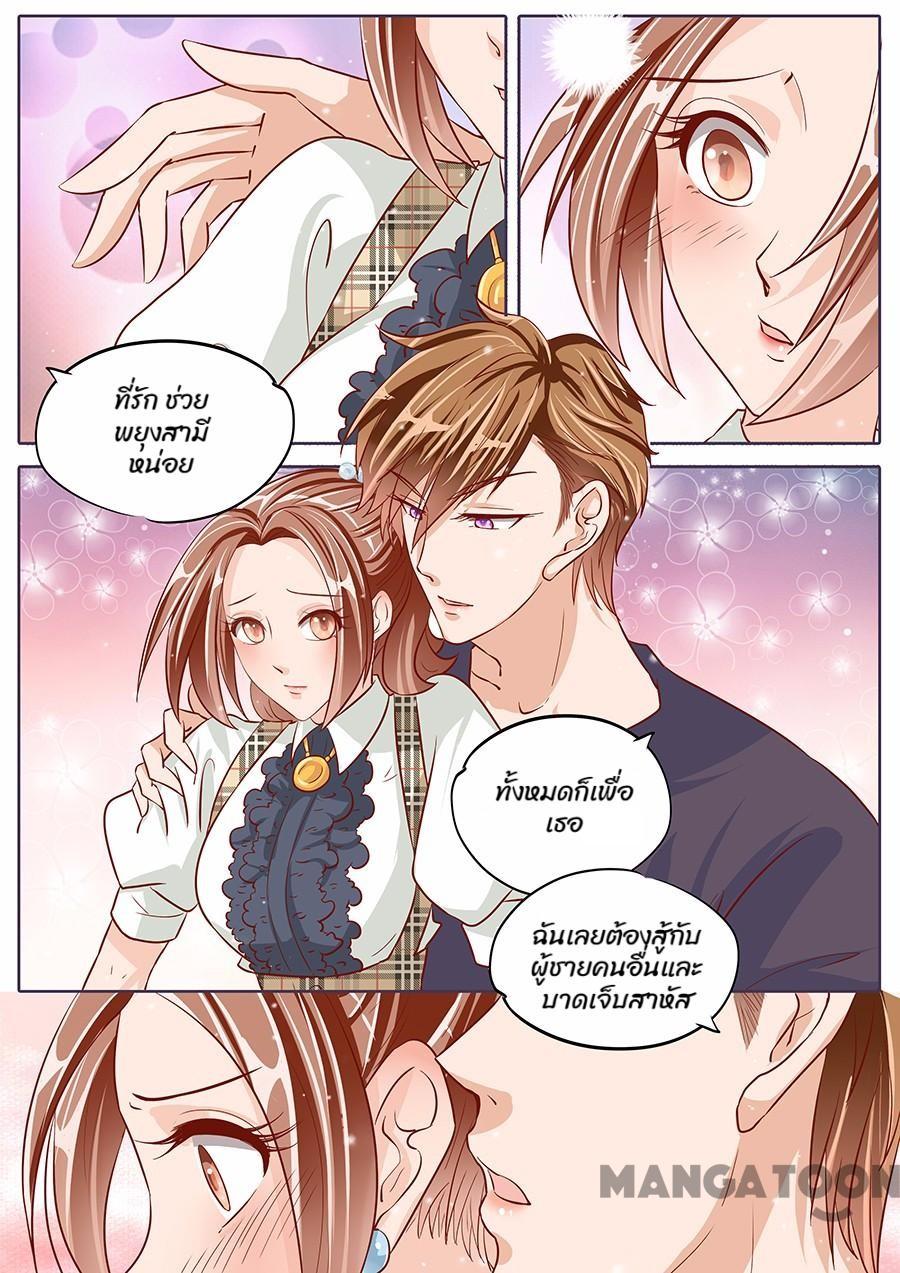 ที่รัก ช่วย
พยุงสามี
หน่อย
ทั้งหมดก็เพื่อ
เธอ
ฉันเลยต้องสู้กับ
ผู้ชายคนอื่นและ
บาดเจ็บสาหัส
MANGATOON